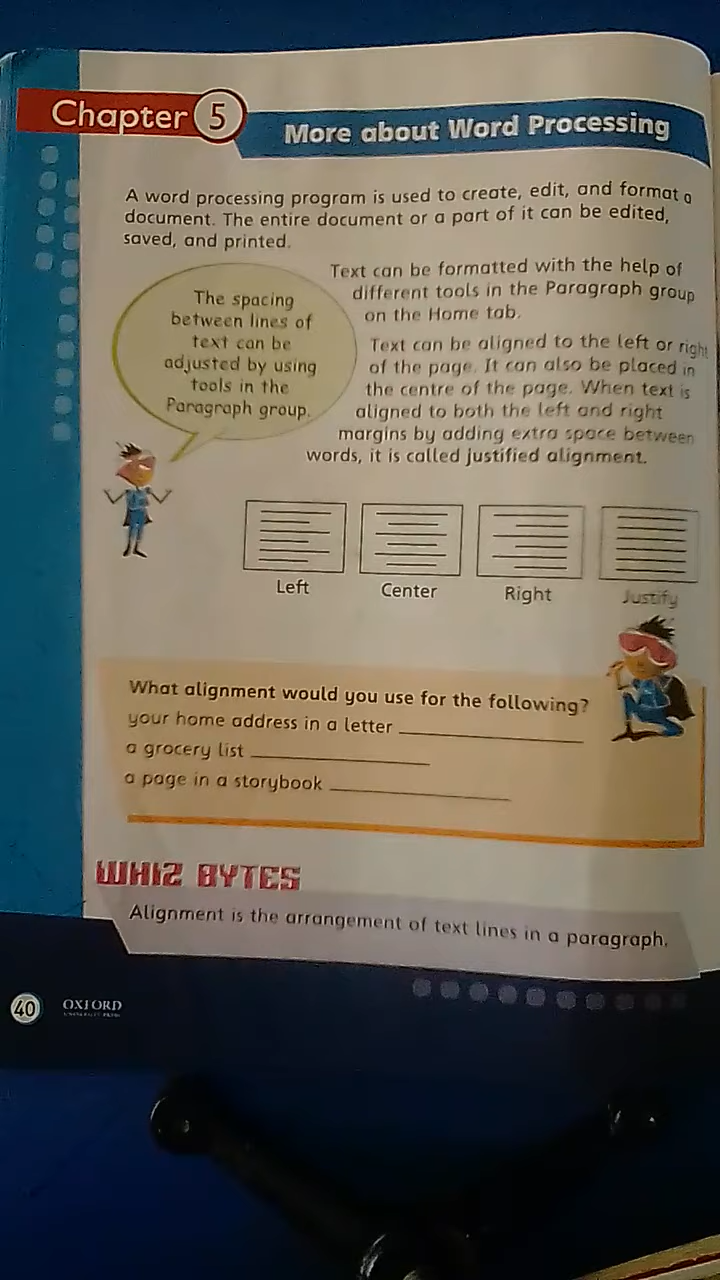 Chapter 5
More about Word Processing
A word processing program is used to create, edit, and format a
document. The entire document or a part of it can be edited,
saved, and printed.
Text can be formatted with the help of
different tools in the Paragraph group
on the Home tab.
The spacing
between lines of
text can be
adjusted by using
tools in the
Paragraph group.
Text can be aligned to the left or right
of the page. It can also be placed in
the centre of the page. When text is
aligned to both the left and right
margins by adding extra space between
words, it is called justified alignment.
Left
Center
Right
Justify
What alignment would you use for the following?
your home address in a letter
a grocery list
a page in a storybook
WHIZ BYTES
Alignment is the arrangement of text lines in a paragraph.
40
OXFORD
UNIVERSITY PRESS